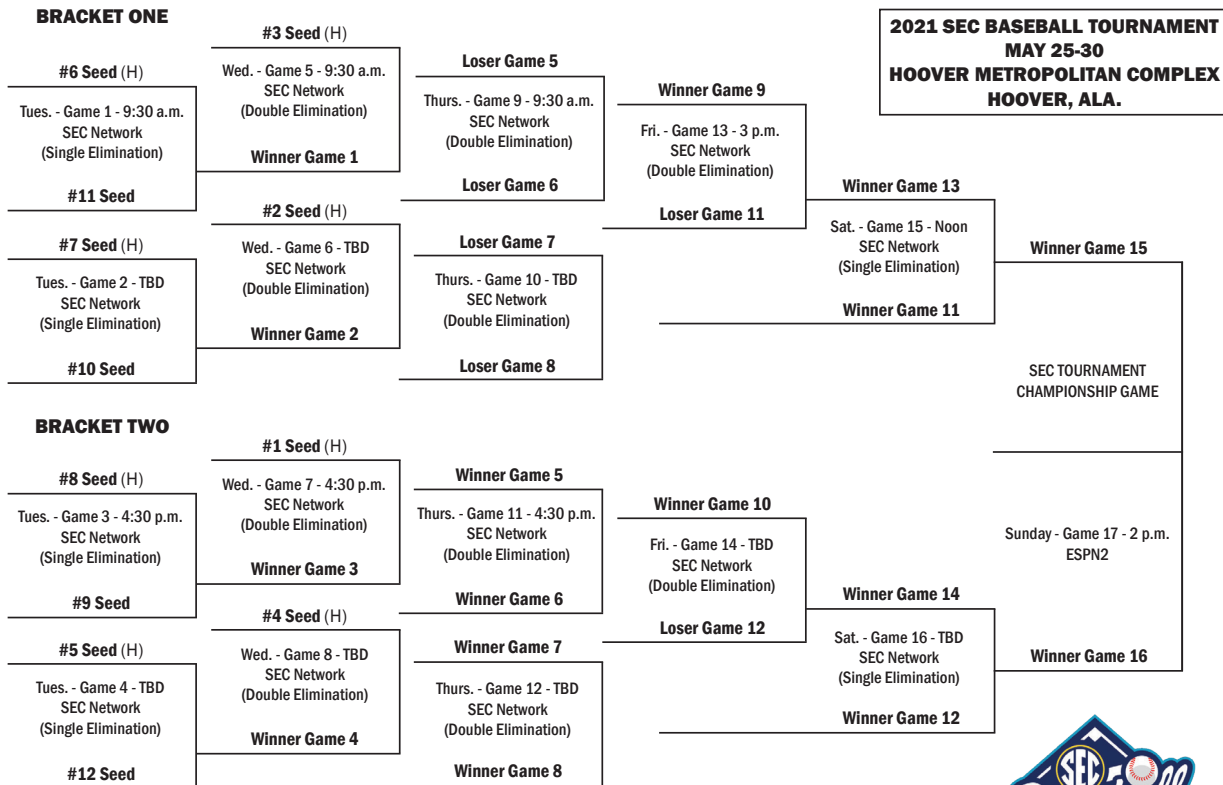 BRACKET ONE
2021 SEC BASEBALL TOURNAMENT
MAY 25-30
HOOVER METROPOLITAN COMPLEX
HOOVER, ALA.
#6 Seed (H)
Tues. - Game 1 - 9:30 a.m.
SEC Network
(Single Elimination)
#11 Seed
#7 Seed (H)
Tues. - Game 2 - TBD
SEC Network
(Single Elimination)
#10 Seed
#3 Seed (H)
Wed. - Game 5 - 9:30 a.m.
SEC Network
(Double Elimination)
Winner Game 1
#2 Seed (H)
Wed. - Game 6 - TBD
SEC Network
(Double Elimination)
Winner Game 2
Loser Game 5
Thurs. - Game 9 - 9:30 a.m.
SEC Network
(Double Elimination)
Loser Game 6
Loser Game 7
Thurs. - Game 10 - TBD
SEC Network
(Double Elimination)
Loser Game 8
Winner Game 9
Fri. - Game 13 - 3 p.m.
SEC Network
(Double Elimination)
Loser Game 11
Winner Game 13
Sat. - Game 15 - Noon
SEC Network
(Single Elimination)
Winner Game 11
Winner Game 15
SEC TOURNAMENT
CHAMPIONSHIP GAME
BRACKET TWO
#8 Seed (H)
Tues. - Game 3 - 4:30 p.m.
SEC Network
(Single Elimination)
#9 Seed
#5 Seed (H)
Tues. - Game 4 - TBD
SEC Network
(Single Elimination)
#12 Seed
#1 Seed (H)
Wed. - Game 7 - 4:30 p.m.
SEC Network
(Double Elimination)
Winner Game 3
#4 Seed (H)
Wed. - Game 8 - TBD
SEC Network
(Double Elimination)
Winner Game 4
Winner Game 5
Thurs. - Game 11 - 4:30 p.m.
SEC Network
(Double Elimination)
Winner Game 6
Winner Game 7
Thurs. - Game 12 - TBD
SEC Network
(Double Elimination)
Winner Game 8
Winner Game 10
Fri. - Game 14 - TBD
SEC Network
(Double Elimination)
Loser Game 12
Winner Game 14
Sat. - Game 16 - TBD
SEC Network
(Single Elimination)
Winner Game 12
Sunday - Game 17 - 2 p.m.
ESPN2
Winner Game 16
SEC